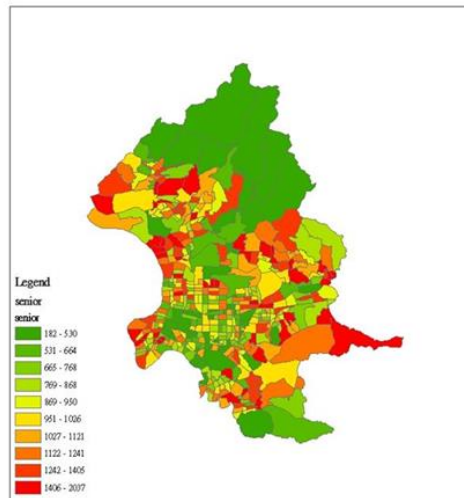 Legend
senior
senior
182 - 530
531 - 664
665 - 768
769 - 868
869 - 950
951 - 1026
1027 - 1121
1122 - 1241
1242 - 1405
1406 - 2037